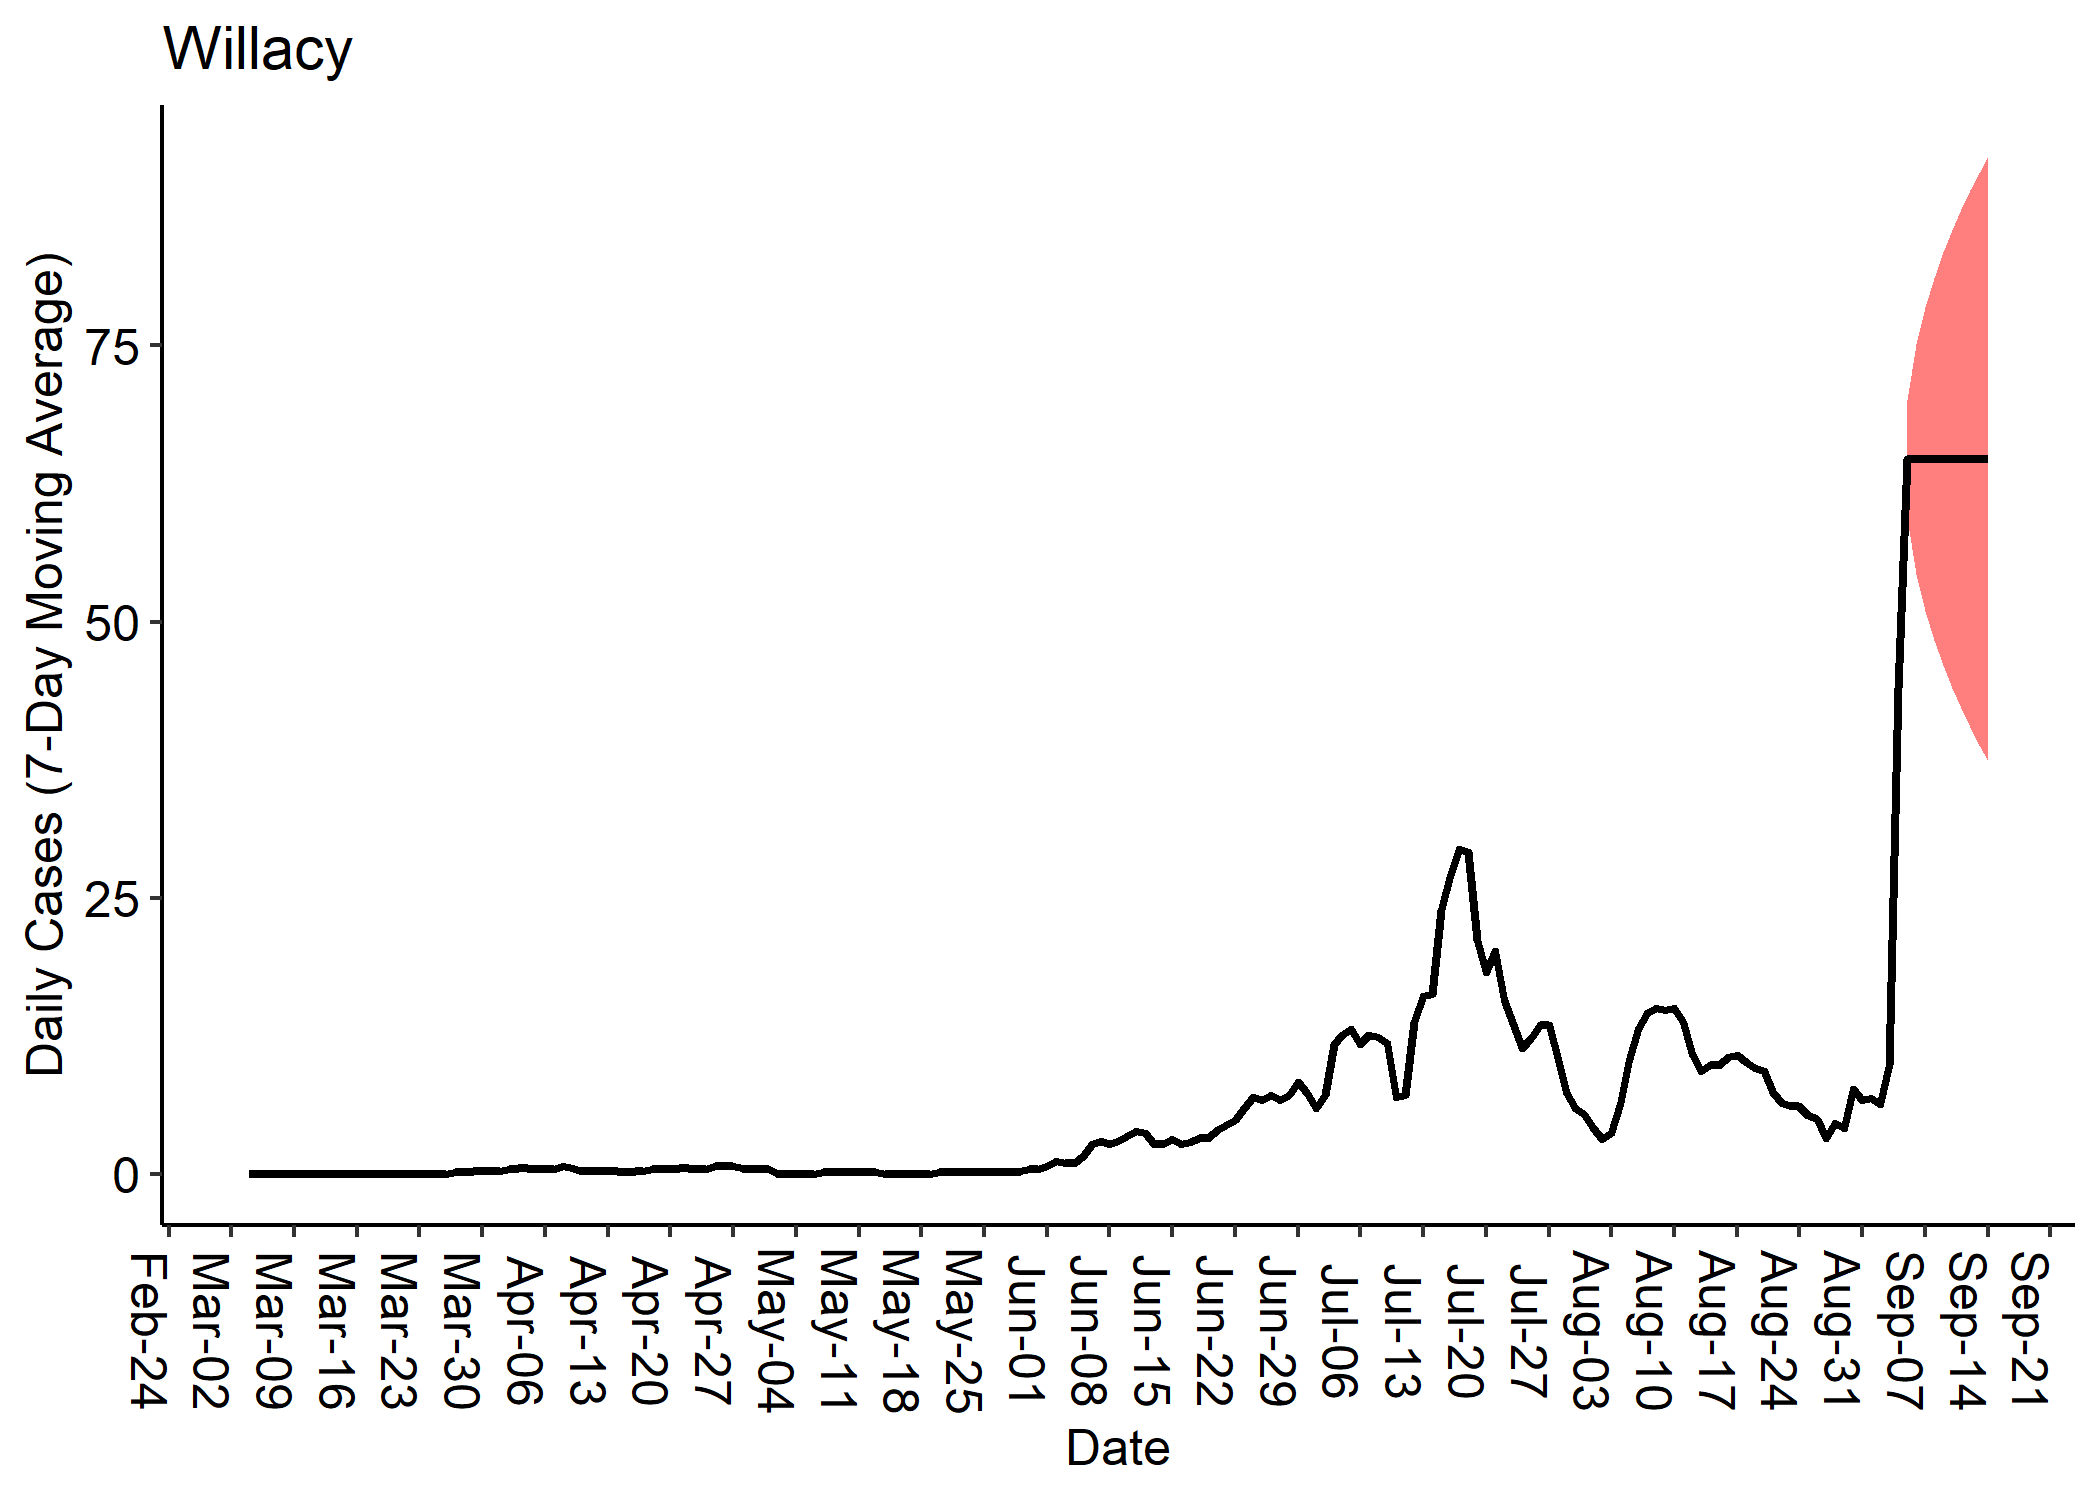 Willacy
Daily Cases (7-Day Moving Average)
75
50
25
0
Feb-24
Mar-02
Mar-09
Mar-16
Mar-23
Mar-30
Apr-06
Apr-13
Apr-20
Apr-27
May-04
May-11
May-18
May-25
Jun-01
Jun-08
Jun-15
Jun-22
Jun-29
Jul-06
Jul-13
Jul-20
Jul-27
Aug-03
Aug-10
Aug-17
Aug-24
Aug-31
Sep-07
Sep-14
Sep-21
Date